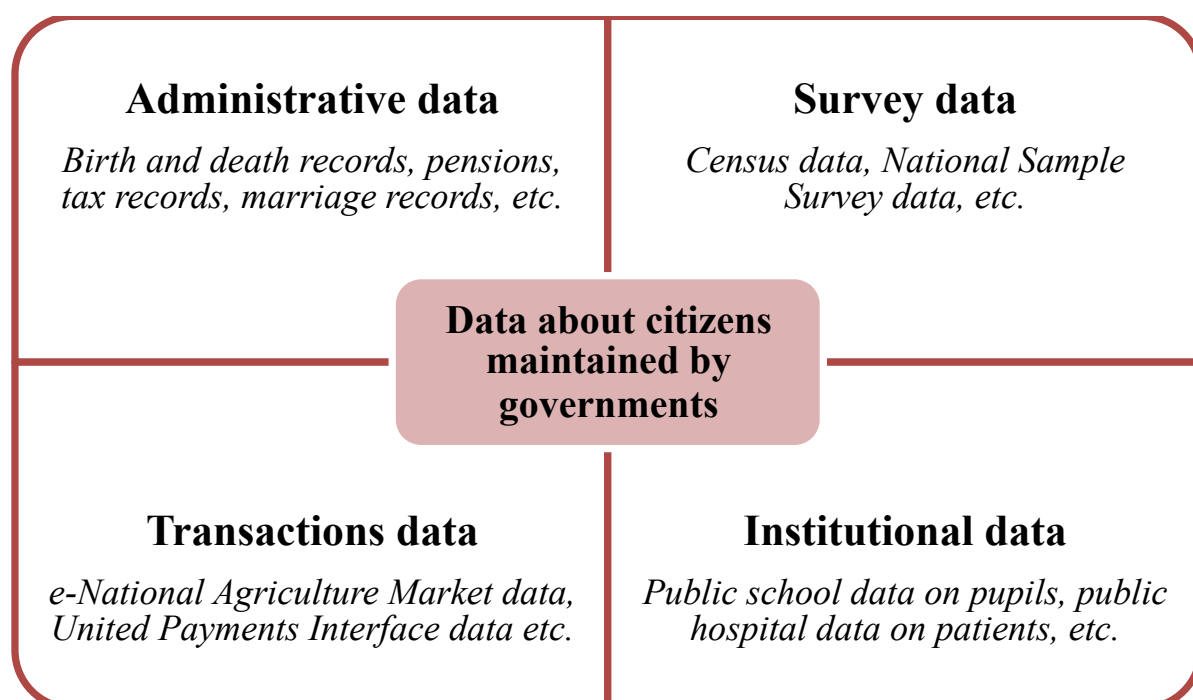 Administrative data
Birth and death records, pensions,
tax records, marriage records, etc.
Survey data
Census data, National Sample
Survey data, etc.
Data about citizens
maintained by
governments
Transactions data
e-National Agriculture Market data,
United Payments Interface data etc.
Institutional data
Public school data on pupils, public
hospital data on patients, etc.